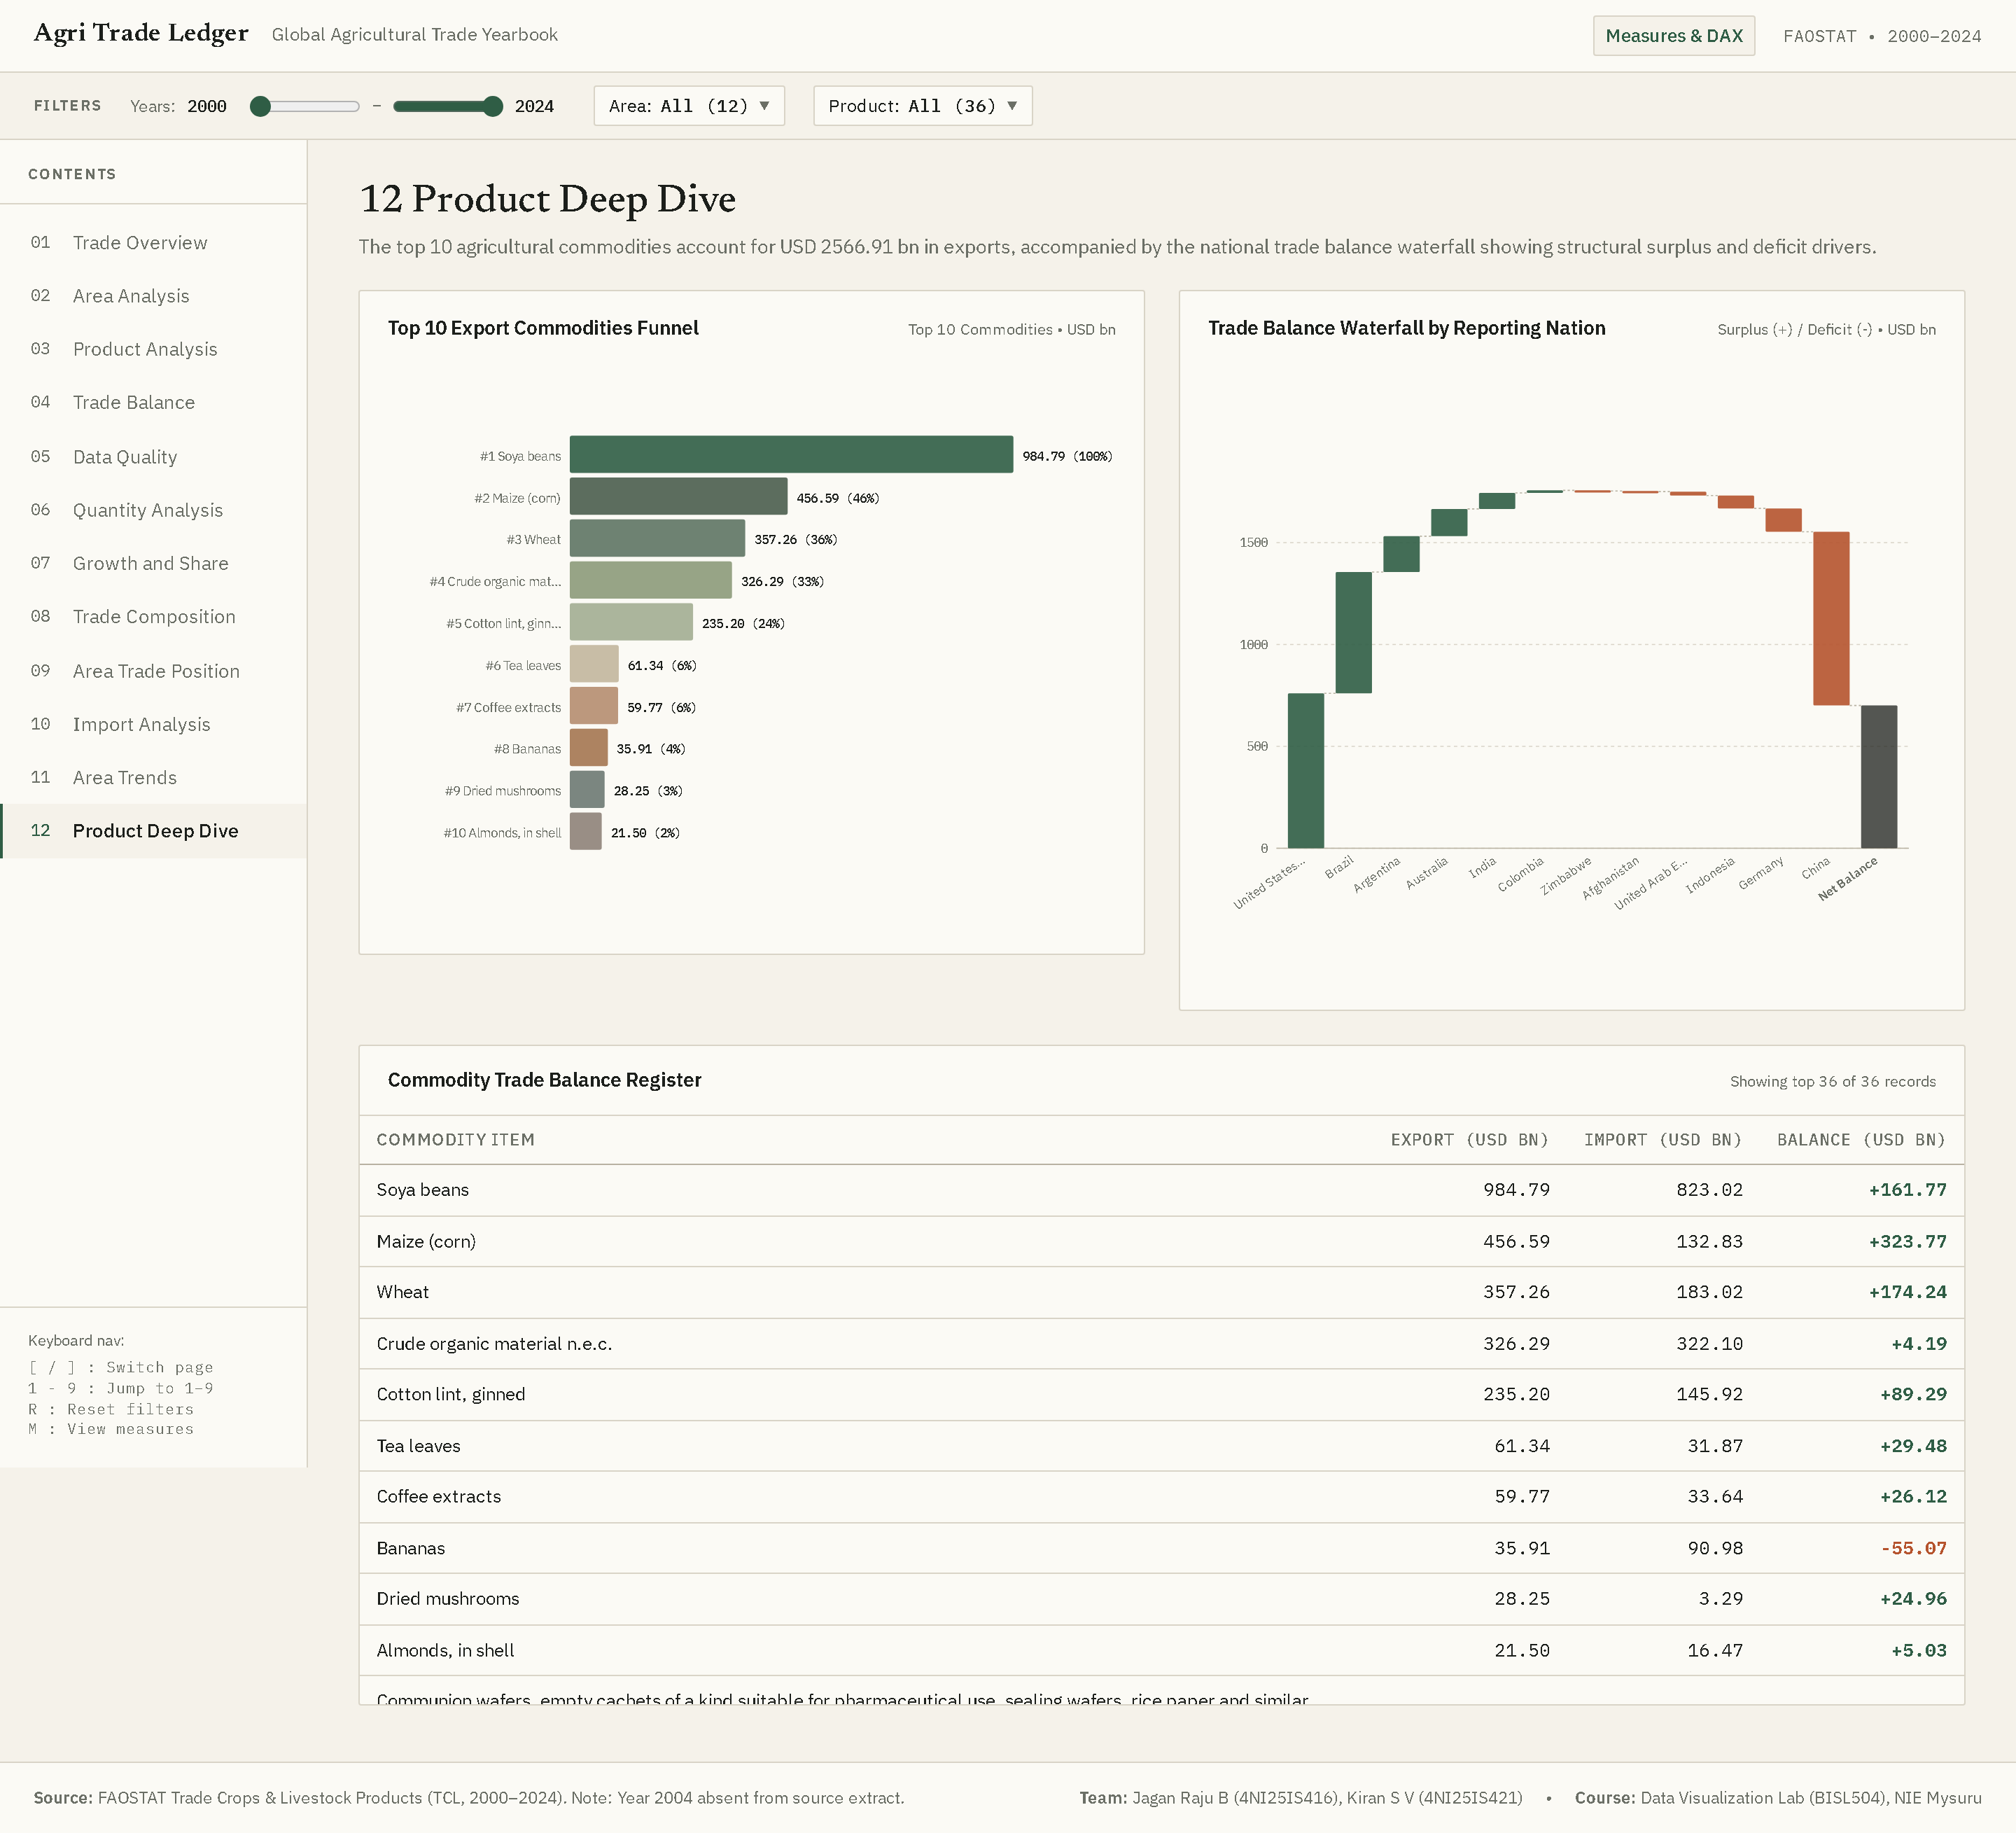 Agri Trade Ledger Global Agricultural Trade Yearbook Measures & DAX FAOSTAT • 2000–2024
FILTERS Years: 2000 – 2024 Area: All (12) ▼ Product: All (36) ▼
CONTENTS
01 Trade Overview
02 Area Analysis
03 Product Analysis
04 Trade Balance
05 Data Quality
06 Quantity Analysis
07 Growth and Share
08 Trade Composition
09 Area Trade Position
10 Import Analysis
11 Area Trends
12 Product Deep Dive
Keyboard nav:
[ / ] : Switch page
1 - 9 : Jump to 1-9
R : Reset filters
M : View measures
12 Product Deep Dive
The top 10 agricultural commodities account for USD 2566.91 bn in exports, accompanied by the national trade balance waterfall showing structural surplus and deficit drivers.
Top 10 Export Commodities Funnel Top 10 Commodities • USD bn
#1 Soya beans 984.79 (100%)
#2 Maize (corn) 456.59 (46%)
#3 Wheat 357.26 (36%)
#4 Crude organic mat... 326.29 (33%)
#5 Cotton lint, ginn... 235.20 (24%)
#6 Tea leaves 61.34 (6%)
#7 Coffee extracts 59.77 (6%)
#8 Bananas 35.91 (4%)
#9 Dried mushrooms 28.25 (3%)
#10 Almonds, in shell 21.50 (2%)
Trade Balance Waterfall by Reporting Nation Surplus (+) / Deficit (-) • USD bn
1500
1000
500
0
United States...
Brazil
Argentina
Australia
India
Colombia
Zimbabwe
Afghanistan
United Arab E...
Indonesia
Germany
China
Net Balance
Commodity Trade Balance Register Showing top 36 of 36 records
COMMODITY ITEM EXPORT (USD BN) IMPORT (USD BN) BALANCE (USD BN)
Soya beans 984.79 823.02 +161.77
Maize (corn) 456.59 132.83 +323.77
Wheat 357.26 183.02 +174.24
Crude organic material n.e.c. 326.29 322.10 +4.19
Cotton lint, ginned 235.20 145.92 +89.29
Tea leaves 61.34 31.87 +29.48
Coffee extracts 59.77 33.64 +26.12
Bananas 35.91 90.98 -55.07
Dried mushrooms 28.25 3.29 +24.96
Almonds, in shell 21.50 16.47 +5.03
Communion wafers, empty cachets of a kind suitable for pharmaceutical use, sealing wafers, rice paper and similar
Source: FAOSTAT Trade Crops & Livestock Products (TCL, 2000–2024). Note: Year 2004 absent from source extract. Team: Jagan Raju B (4NI25IS416), Kiran S V (4NI25IS421) • Course: Data Visualization Lab (BISL504), NIE Mysuru